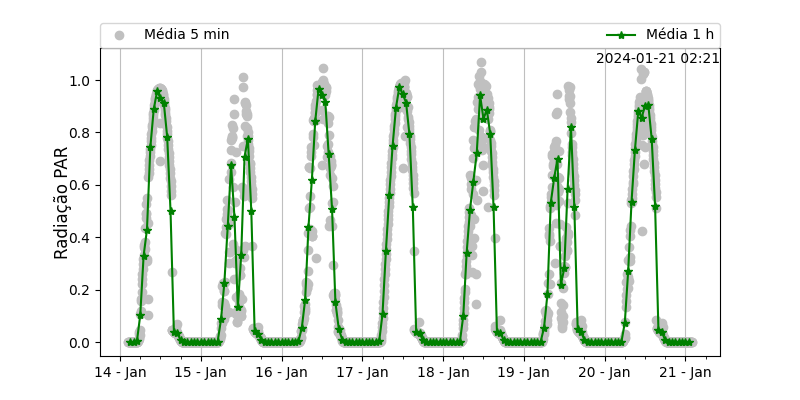 Média 5 min
Média 1 h
2024-01-21 02:21
1.0
0.8
0.6
0.4
0.2
0.0
Radiação PAR
14 - Jan
15 - Jan
16 - Jan
17 - Jan
18 - Jan
19 - Jan
20 - Jan
21 - Jan